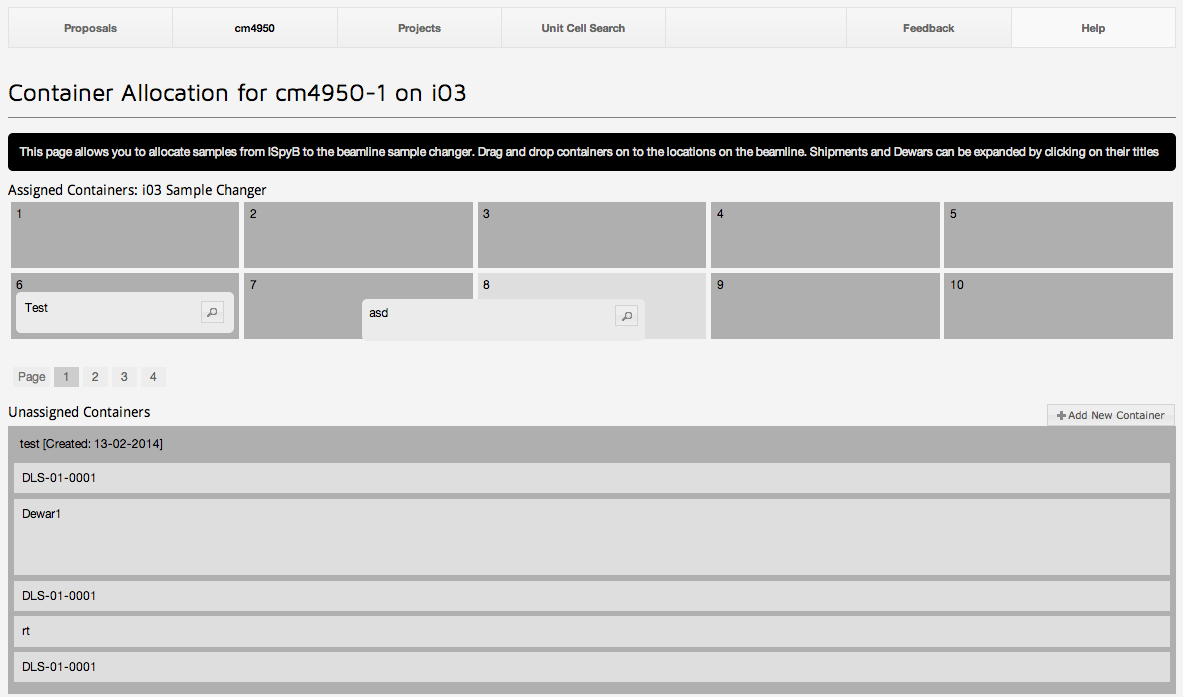 Proposals cm4950 Projects Unit Cell Search Feedback Help
Container Allocation for cm4950-1 on i03
This page allows you to allocate samples from ISpyB to the beamline sample changer. Drag and drop containers on to the locations on the beamline. Shipments and Dewars can be expanded by clicking on their titles
Assigned Containers: i03 Sample Changer
1 2 3 4 5
6 7 8 9 10
Test
asd
Page 1 2 3 4
Unassigned Containers
Add New Container
test [Created: 13-02-2014]
DLS-01-0001
Dewar1
DLS-01-0001
rt
DLS-01-0001